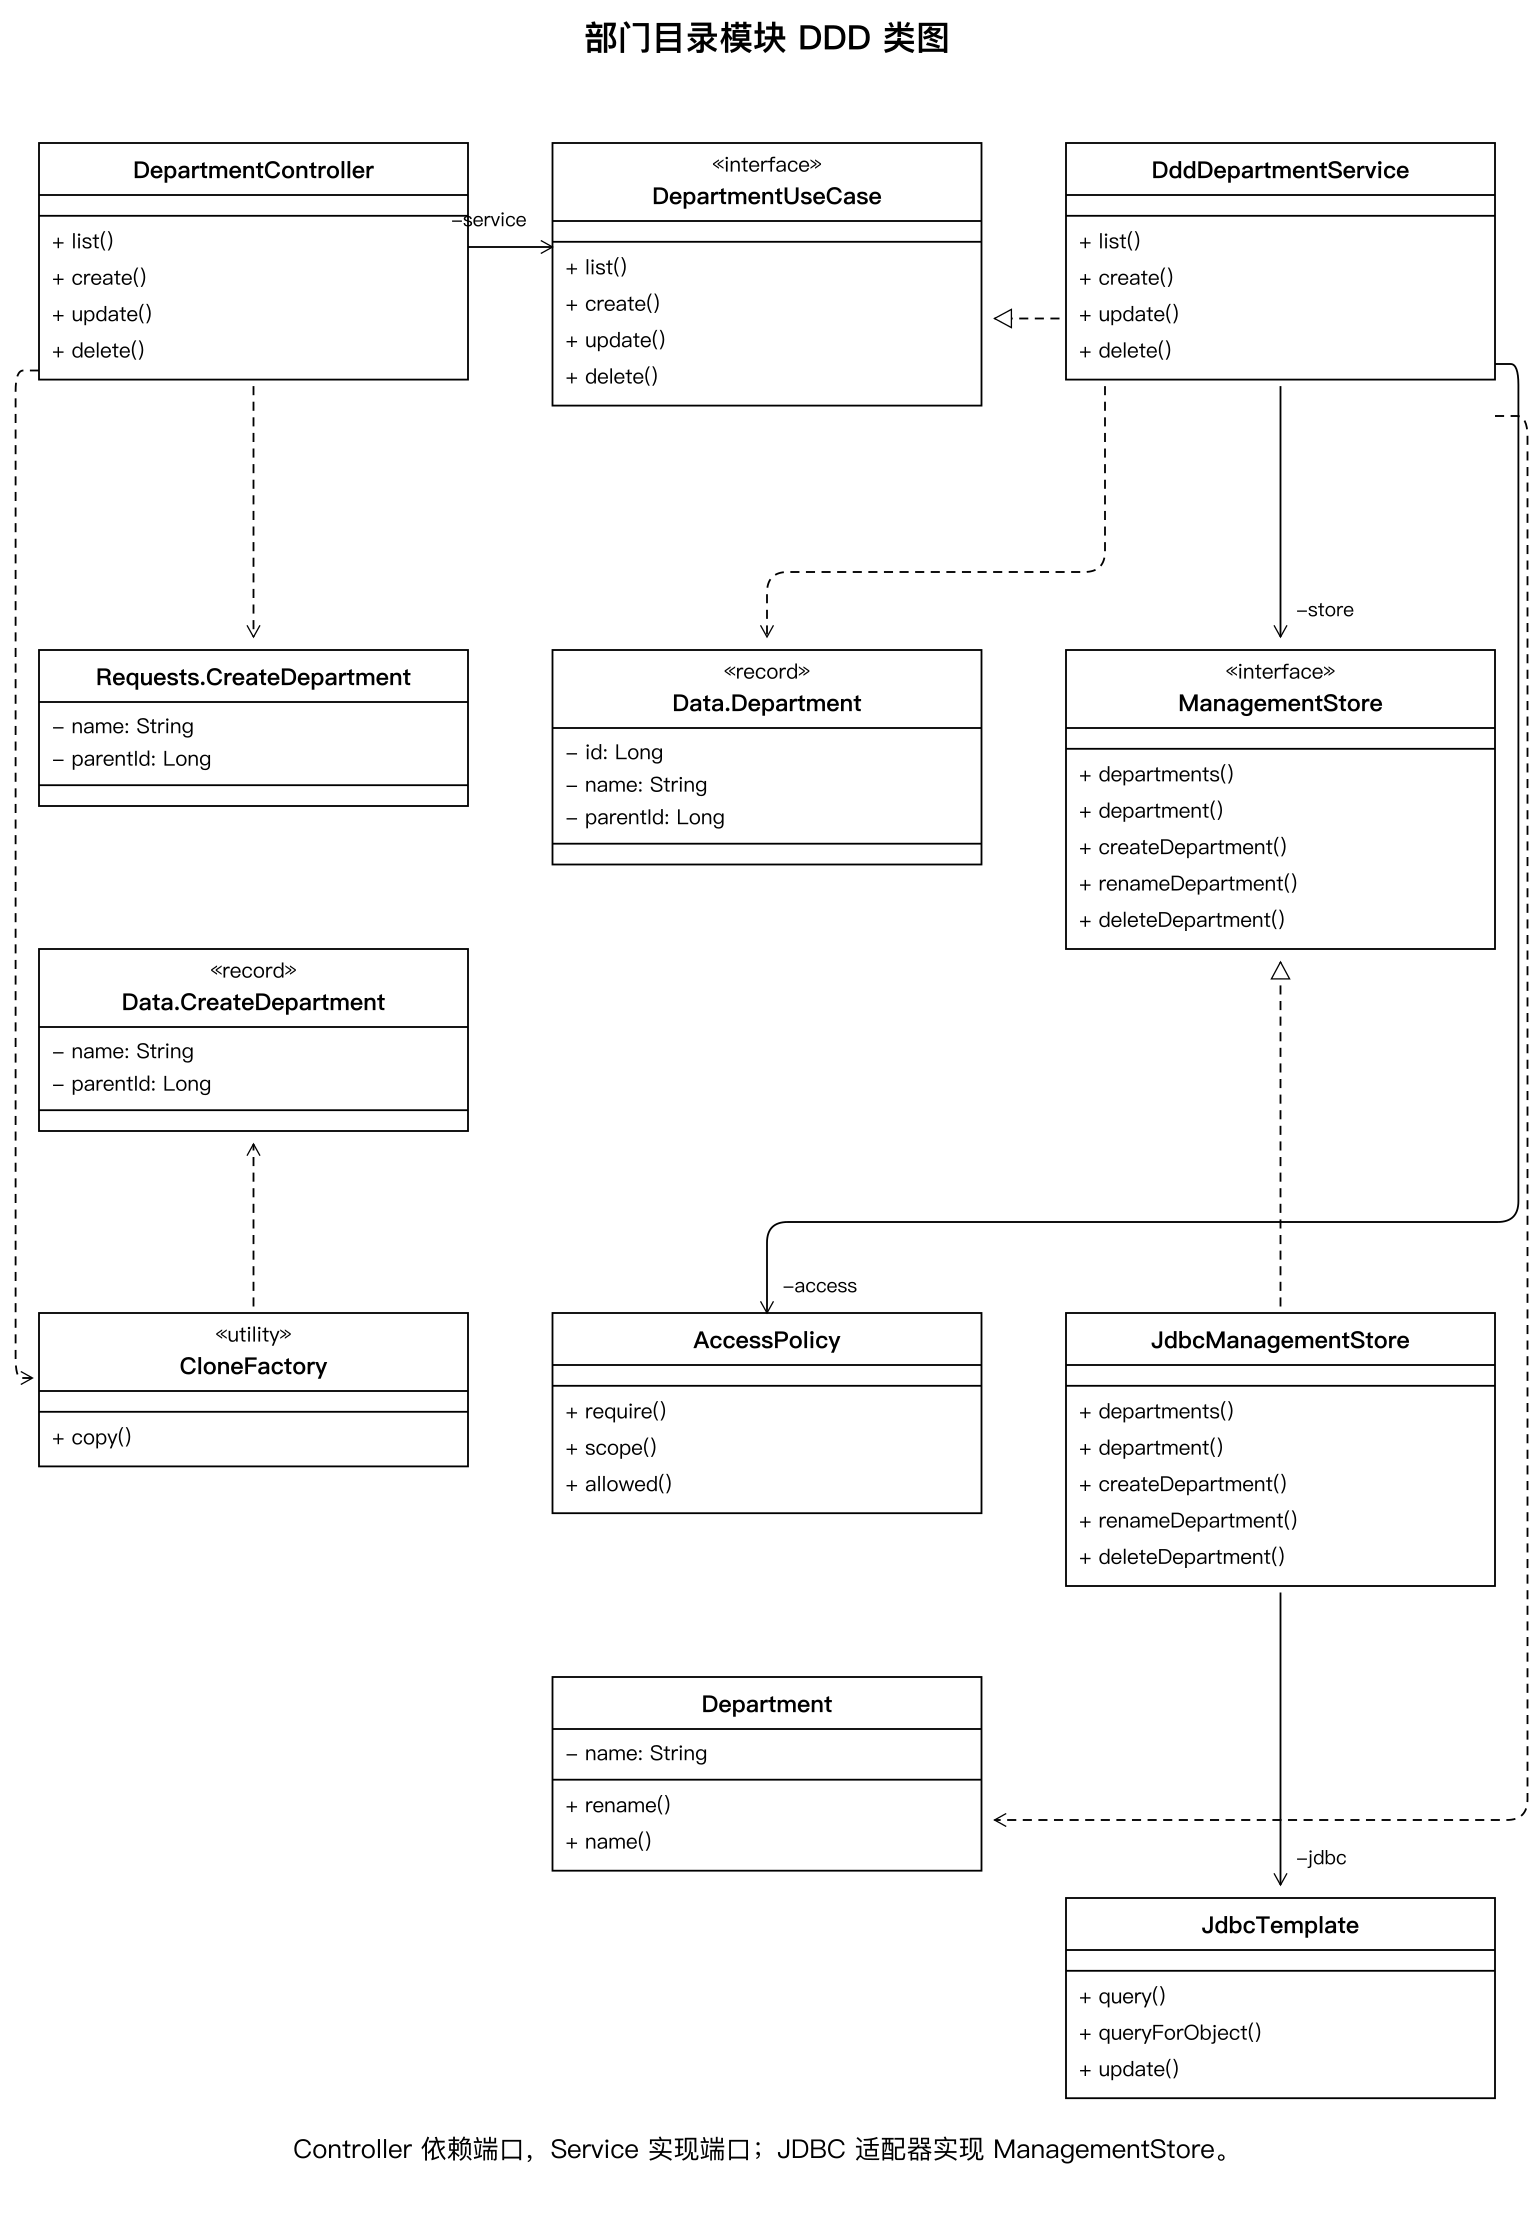 部门目录模块 DDD 类图
DepartmentController
+ list()
+ create()
+ update()
+ delete()
–service
«interface»
DepartmentUseCase
+ list()
+ create()
+ update()
+ delete()
DddDepartmentService
+ list()
+ create()
+ update()
+ delete()
–store
Requests.CreateDepartment
– name: String
– parentId: Long
«record»
Data.Department
– id: Long
– name: String
– parentId: Long
«interface»
ManagementStore
+ departments()
+ department()
+ createDepartment()
+ renameDepartment()
+ deleteDepartment()
«record»
Data.CreateDepartment
– name: String
– parentId: Long
–access
«utility»
CloneFactory
+ copy()
AccessPolicy
+ require()
+ scope()
+ allowed()
JdbcManagementStore
+ departments()
+ department()
+ createDepartment()
+ renameDepartment()
+ deleteDepartment()
Department
– name: String
+ rename()
+ name()
–jdbc
JdbcTemplate
+ query()
+ queryForObject()
+ update()
Controller 依赖端口，Service 实现端口；JDBC 适配器实现 ManagementStore。